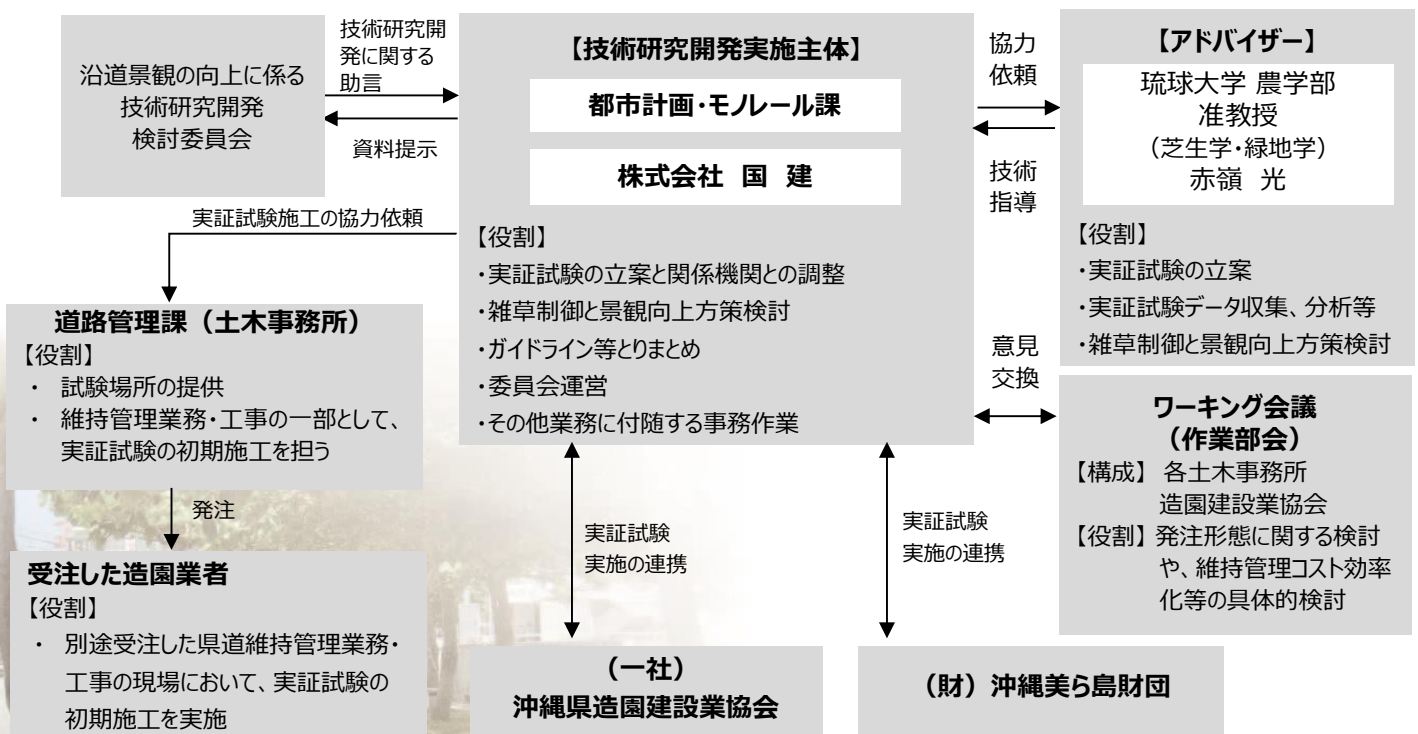 沿道景観の向上に係る
技術研究開発
検討委員会
技術研究開
発に関する
助言
資料提示
【技術研究開発実施主体】
都市計画・モノレール課
株式会社 国 建
【役割】
・実証試験の立案と関係機関との調整
・雑草制御と景観向上方策検討
・ガイドライン等とりまとめ
・委員会運営
・その他業務に付随する事務作業
協力
依頼
技術
指導
【アドバイザー】
琉球大学 農学部
准教授
(芝生学・緑地学)
赤嶺 光
【役割】
・実証試験の立案
・実証試験データ収集、分析等
・雑草制御と景観向上方策検討
実証試験施工の協力依頼
道路管理課(土木事務所)
【役割】
・ 試験場所の提供
・ 維持管理業務・工事の一部として、
実証試験の初期施工を担う
発注
受注した造園業者
【役割】
・ 別途受注した県道維持管理業務・
工事の現場において、実証試験の
初期施工を実施
意見
交換
ワーキング会議
(作業部会)
【構成】 各土木事務所
造園建設業協会
【役割】 発注形態に関する検討
や、維持管理コスト効率
化等の具体的検討
実証試験
実施の連携
実証試験
実施の連携
(一社)
沖縄県造園建設業協会
(財)沖縄美ら島財団